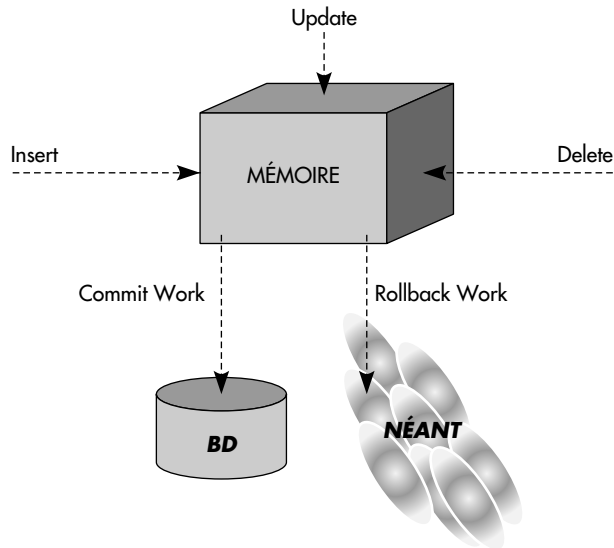 Update
Insert
Delete
MÉMOIRE
Commit Work
Rollback Work
BD
NÉANT